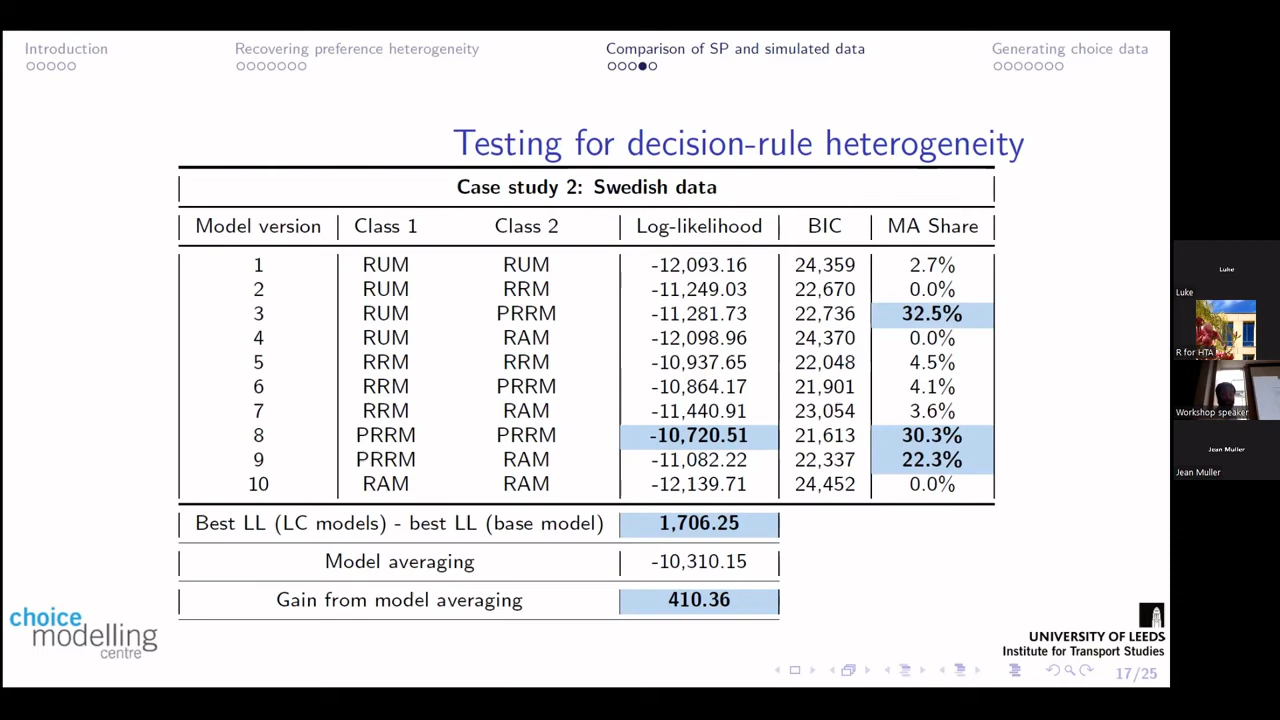 Introduction Recovering preference heterogeneity Comparison of SP and simulated data Generating choice data
Testing for decision-rule heterogeneity
Case study 2: Swedish data
Model version Class 1 Class 2 Log-likelihood BIC MA Share
1 RUM RUM -12,093.16 24,359 2.7%
2 RUM RRM -11,249.03 22,670 0.0%
3 RUM PRRM -11,281.73 22,736 32.5%
4 RUM RAM -12,098.96 24,370 0.0%
5 RRM RRM -10,937.65 22,048 4.5%
6 RRM PRRM -10,864.17 21,901 4.1%
7 RRM RAM -11,440.91 23,054 3.6%
8 PRRM PRRM -10,720.51 21,613 30.3%
9 PRRM RAM -11,082.22 22,337 22.3%
10 RAM RAM -12,139.71 24,452 0.0%
Best LL (LC models) - best LL (base model) 1,706.25
Model averaging -10,310.15
Gain from model averaging 410.36
choice
modelling
centre
UNIVERSITY OF LEEDS
Institute for Transport Studies
17/25
Luke
Luke
R for HTA
Workshop speaker
Jean Muller
Jean Muller